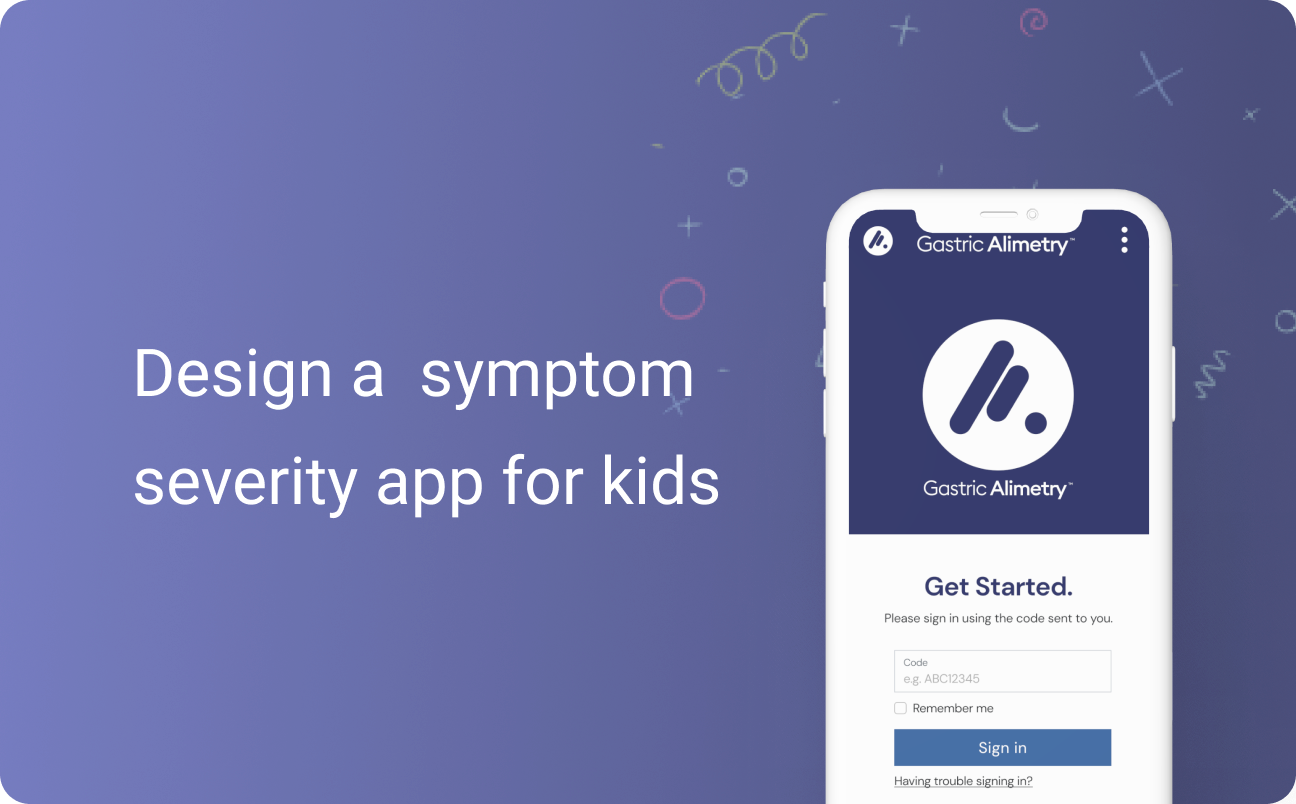 Design a  symptom
severity app for kids
Gastric Alimetry™
Gastric Alimetry™
Get Started.
Please sign in using the code sent to you.
Code
e.g. ABC12345
Remember me
Sign in
Having trouble signing in?